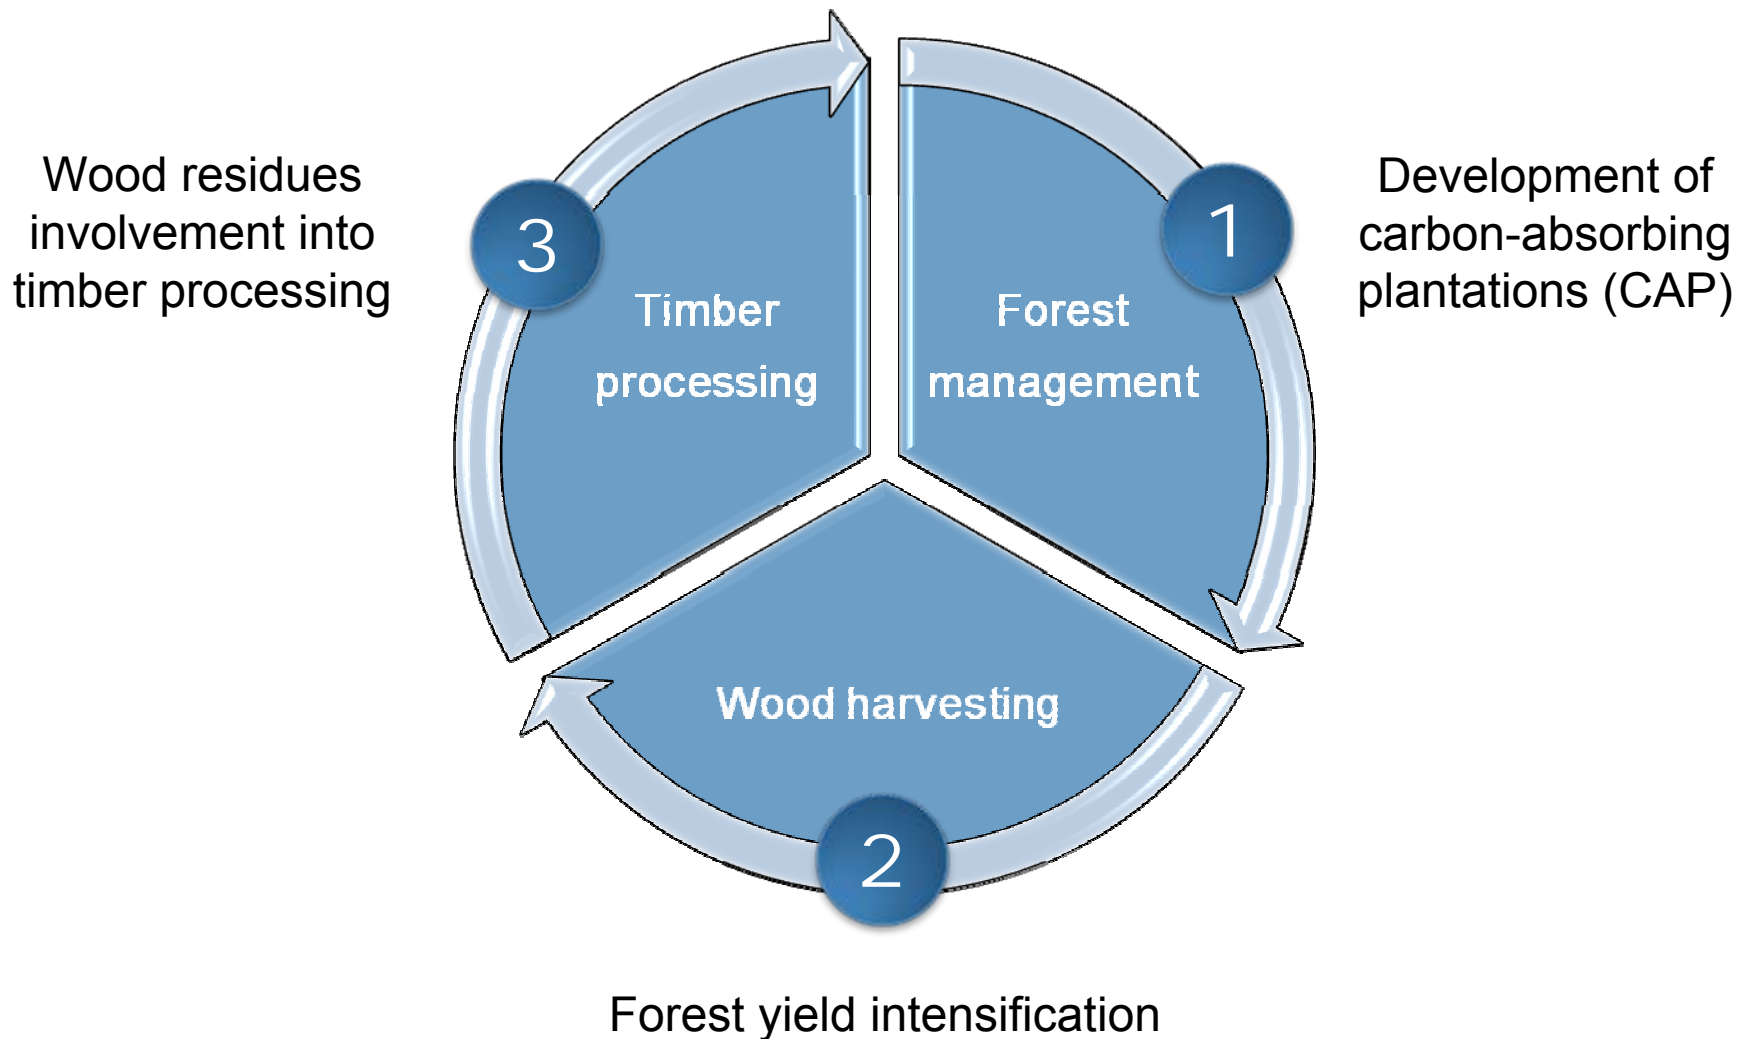 Wood residues
involvement into
timber processing
3
Timber
processing
1
Forest
management
Development of
carbon-absorbing
plantations (CAP)
Wood harvesting
2
Forest yield intensification